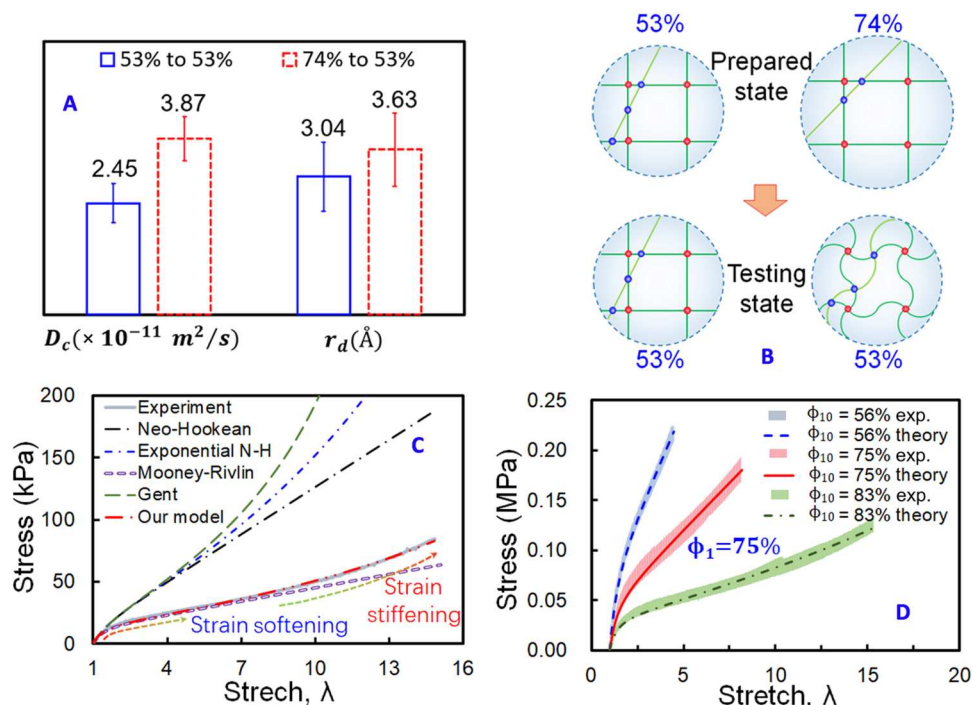 53% to 53% 74% to 53%
A
2.45 3.87 3.04 3.63
D_c(× 10⁻¹¹ m²/s) r_d(Å)
53% 74%
Prepared
state
Testing
state
53% B 53%
200
150
100
50
0
Stress (kPa)
Experiment
Neo-Hookean
Exponential N-H
Mooney-Rivlin
Gent
Our model
C
Strain softening
Strain
stiffening
1 4 7 10 13 16
Strech, λ
0.25
0.20
0.15
0.10
0.05
0.00
Stress (MPa)
ϕ₁₀ = 56% exp.
ϕ₁₀ = 56% theory
ϕ₁₀ = 75% exp.
ϕ₁₀ = 75% theory
ϕ₁₀ = 83% exp.
ϕ₁₀ = 83% theory
ϕ₁=75%
D
0 5 10 15 20
Stretch, λ